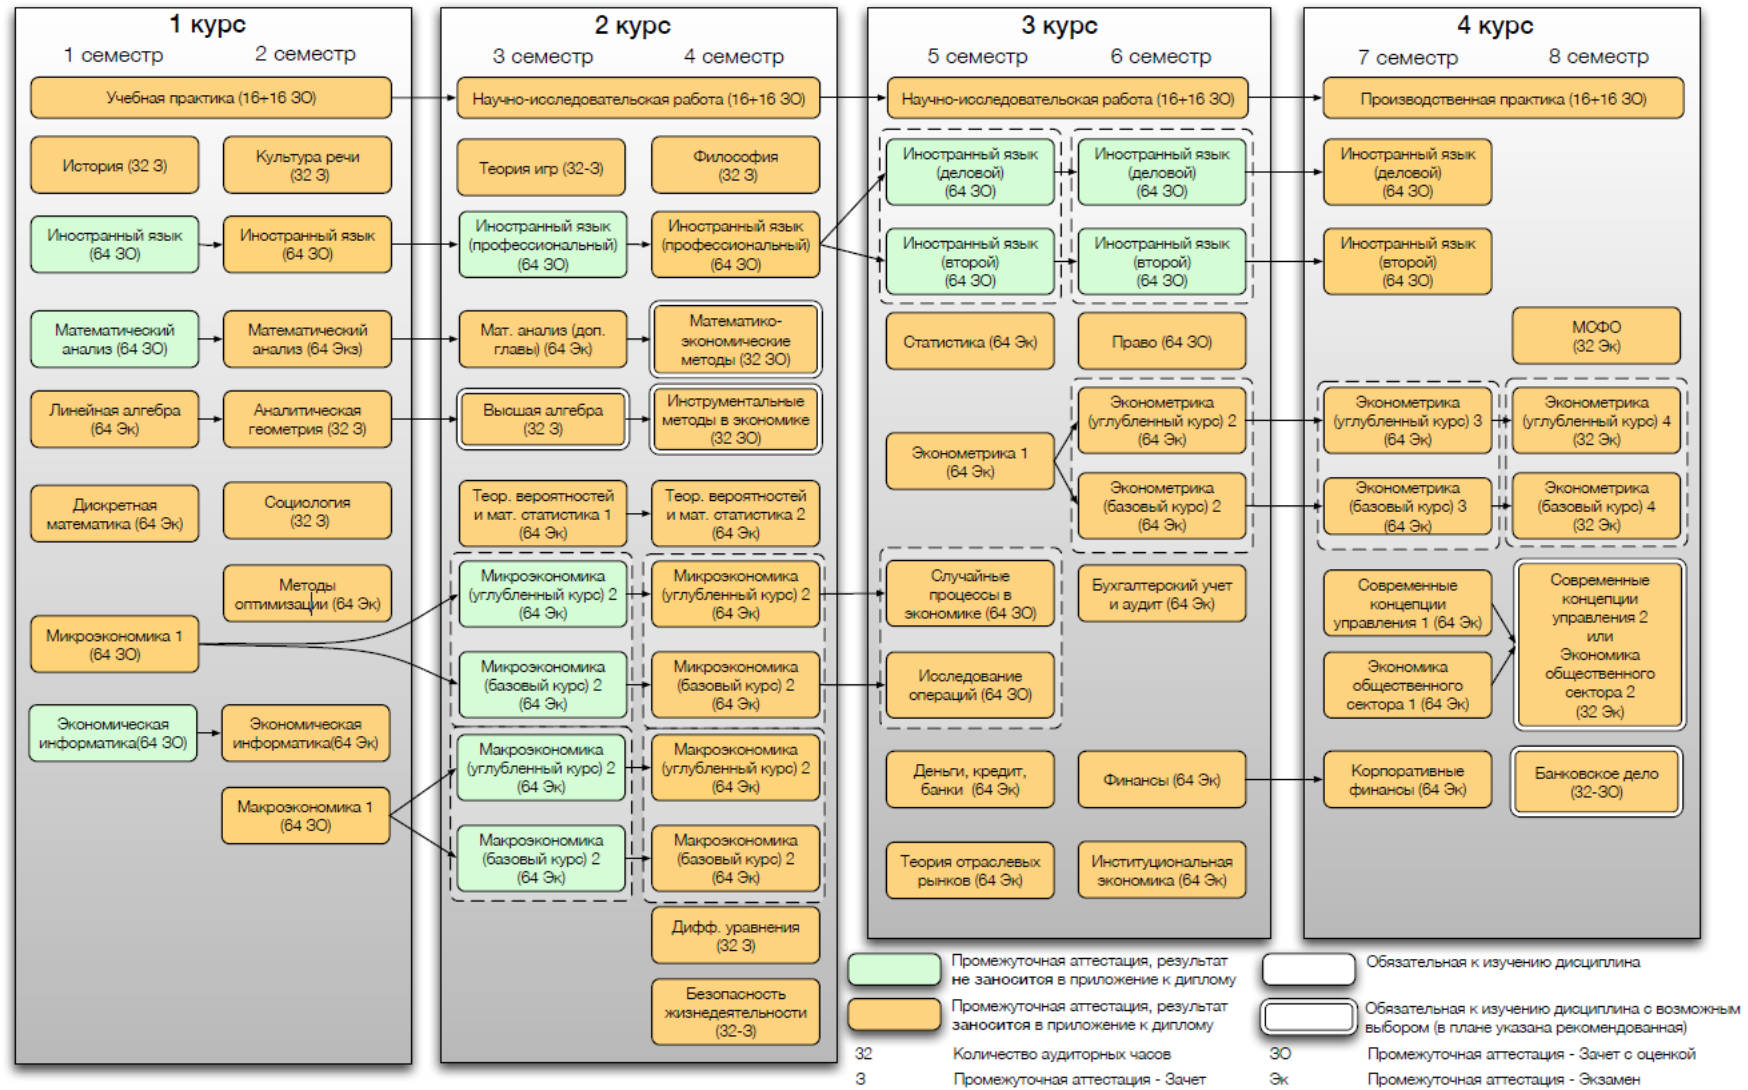 1 курс
1 семестр
2 семестр
Учебная практика (16+16 ЗО)
История (32 З)
Культура речи
(32 З)
Иностранный язык
(64 ЗО)
Иностранный язык
(64 ЗО)
Математический
анализ (64 ЗО)
Математический
анализ (64 Экз)
Линейная алгебра
(64 Эк)
Аналитическая
геометрия (32 З)
Дискретная
математика (64 Эк)
Социология
(32 З)
Методы
оптимизации (64 Эк)
Микроэкономика 1
(64 ЗО)
Экономическая
информатика(64 ЗО)
Экономическая
информатика(64 Эк)
Макроэкономика 1
(64 ЗО)
2 курс
3 семестр
4 семестр
Научно-исследовательская работа (16+16 ЗО)
Теория игр (32-З)
Философия
(32 З)
Иностранный язык
(профессиональный)
(64 ЗО)
Иностранный язык
(профессиональный)
(64 ЗО)
Мат. анализ (доп.
главы) (64 Эк)
Математико-
экономические
методы (32 ЗО)
Высшая алгебра
(32 З)
Инструментальные
методы в экономике
(32 ЗО)
Теор. вероятностей
и мат. статистика 1
(64 Эк)
Теор. вероятностей
и мат. статистика 2
(64 Эк)
Микроэкономика
(углубленный курс) 2
(64 Эк)
Микроэкономика
(углубленный курс) 2
(64 Эк)
Микроэкономика
(базовый курс) 2
(64 Эк)
Микроэкономика
(базовый курс) 2
(64 Эк)
Макроэкономика
(углубленный курс) 2
(64 Эк)
Макроэкономика
(углубленный курс) 2
(64 Эк)
Макроэкономика
(базовый курс) 2
(64 Эк)
Макроэкономика
(базовый курс) 2
(64 Эк)
Дифф. уравнения
(32 З)
Безопасность
жизнедеятельности
(32-З)
3 курс
5 семестр
6 семестр
Научно-исследовательская работа (16+16 ЗО)
Иностранный язык
(деловой)
(64 ЗО)
Иностранный язык
(деловой)
(64 ЗО)
Иностранный язык
(второй)
(64 ЗО)
Иностранный язык
(второй)
(64 ЗО)
Статистика (64 Эк)
Право (64 ЗО)
Эконометрика 1
(64 Эк)
Эконометрика
(углубленный курс) 2
(64 Эк)
Эконометрика
(базовый курс) 2
(64 Эк)
Случайные
процессы в
экономике (64 ЗО)
Бухгалтерский учет
и аудит (64 Эк)
Исследование
операций (64 ЗО)
Деньги, кредит,
банки (64 Эк)
Финансы (64 Эк)
Теория отраслевых
рынков (64 Эк)
Институциональная
экономика (64 Эк)
4 курс
7 семестр
8 семестр
Производственная практика (16+16 ЗО)
Иностранный язык
(деловой)
(64 ЗО)
Иностранный язык
(второй)
(64 ЗО)
МОФО
(32 Эк)
Эконометрика
(углубленный курс) 3
(64 Эк)
Эконометрика
(углубленный курс) 4
(32 Эк)
Эконометрика
(базовый курс) 3
(64 Эк)
Эконометрика
(базовый курс) 4
(32 Эк)
Современные
концепции
управления 1 (64 Эк)
Экономика
общественного
сектора 1 (64 Эк)
Современные
концепции
управления 2
или
Экономика
общественного
сектора 2
(32 Эк)
Корпоративные
финансы (64 Эк)
Банковское дело
(32-ЗО)
Промежуточная аттестация, результат
не заносится в приложение к диплому
Промежуточная аттестация, результат
заносится в приложение к диплому
32 Количество аудиторных часов
З Промежуточная аттестация - Зачет
Обязательная к изучению дисциплина
Обязательная к изучению дисциплина с возможным
выбором (в плане указана рекомендованная)
ЗО Промежуточная аттестация - Зачет с оценкой
Эк Промежуточная аттестация - Экзамен